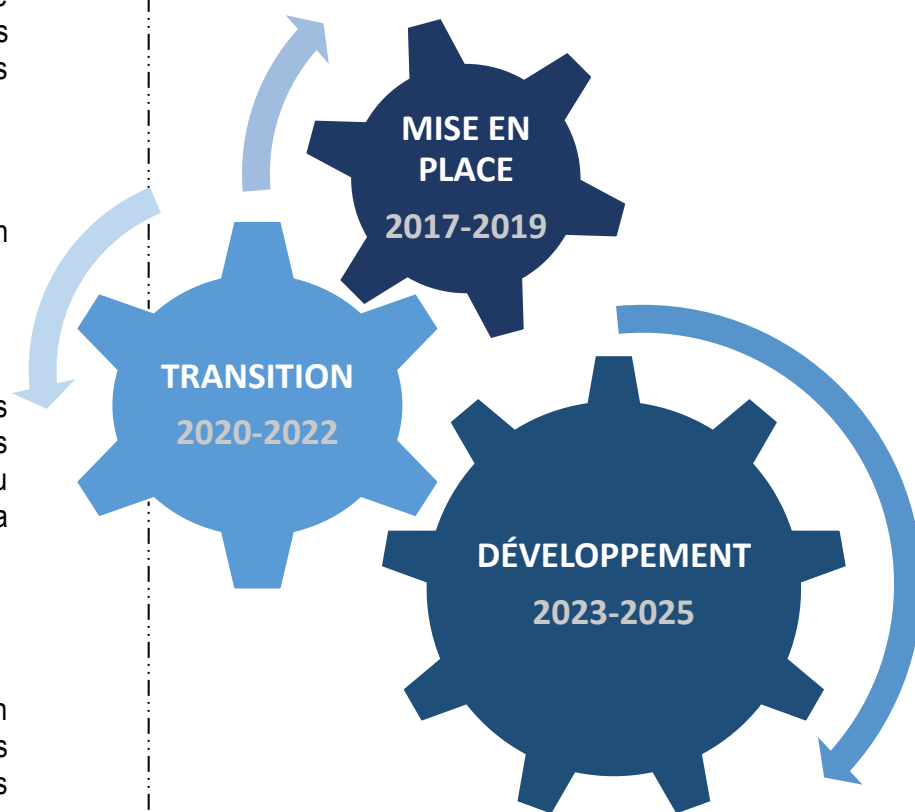 MISE EN
PLACE
2017-2019
TRANSITION
2020-2022
DÉVELOPPEMENT
2023-2025